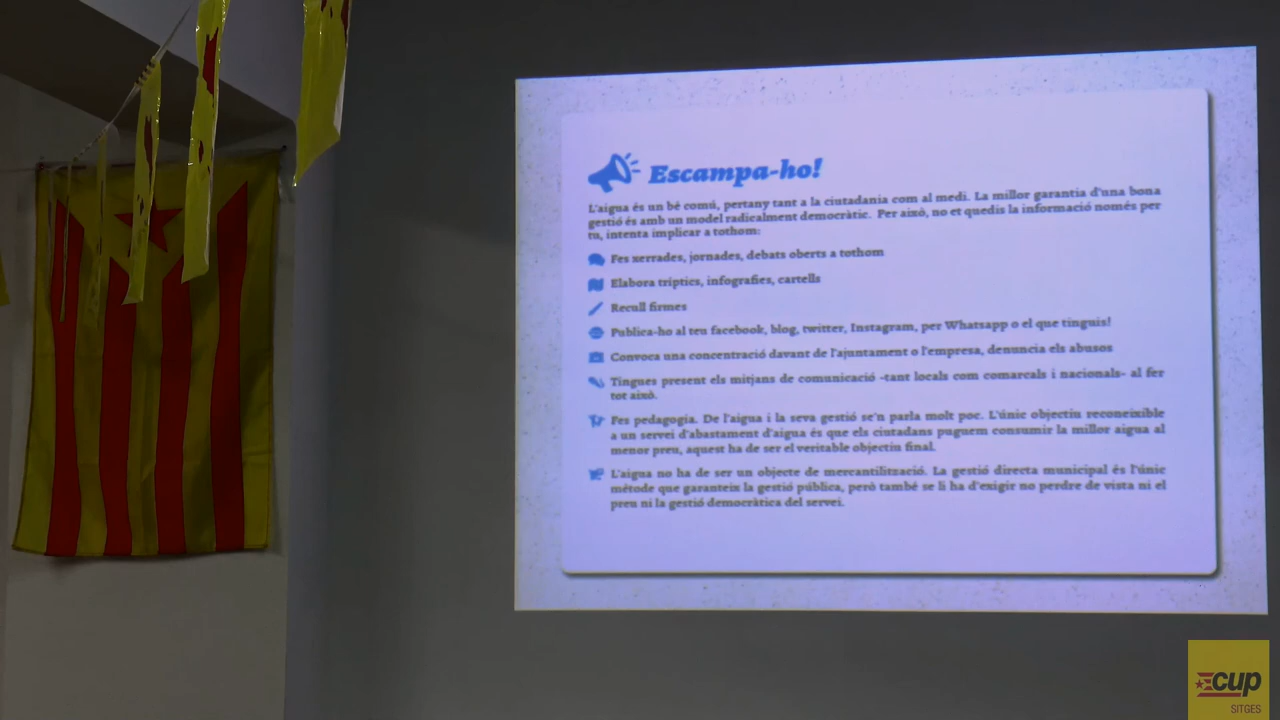 Escampa-ho!
L'aigua és un bé comú, pertany tant a la ciutadania com al medi. La millor garantia d'una bona
gestió és amb un model radicalment democràtic. Per això, no et quedis la informació només per
tu, intenta implicar a tothom:
Fes xerrades, jornades, debats oberts a tothom
Elabora tríptics, infografies, cartells
Recull firmes
Publica-ho al teu facebook, blog, twitter, Instagram, per Whatsapp o el que tinguis!
Convoca una concentració davant de l'ajuntament o l'empresa, denuncia els abusos
Tingues present els mitjans de comunicació -tant locals com comarcals i nacionals- al fer
tot això.
Fes pedagogia. De l'aigua i la seva gestió se'n parla molt poc. L'únic objectiu reconeixible
a un servei d'abastament d'aigua és que els ciutadans puguem consumir la millor aigua al
menor preu, aquest ha de ser el veritable objectiu final.
L'aigua no ha de ser un objecte de mercantilització. La gestió directa municipal és l'únic
mètode que garanteix la gestió pública, però també se li ha d'exigir no perdre de vista ni el
preu ni la gestió democràtica del servei.
cup
SITGES